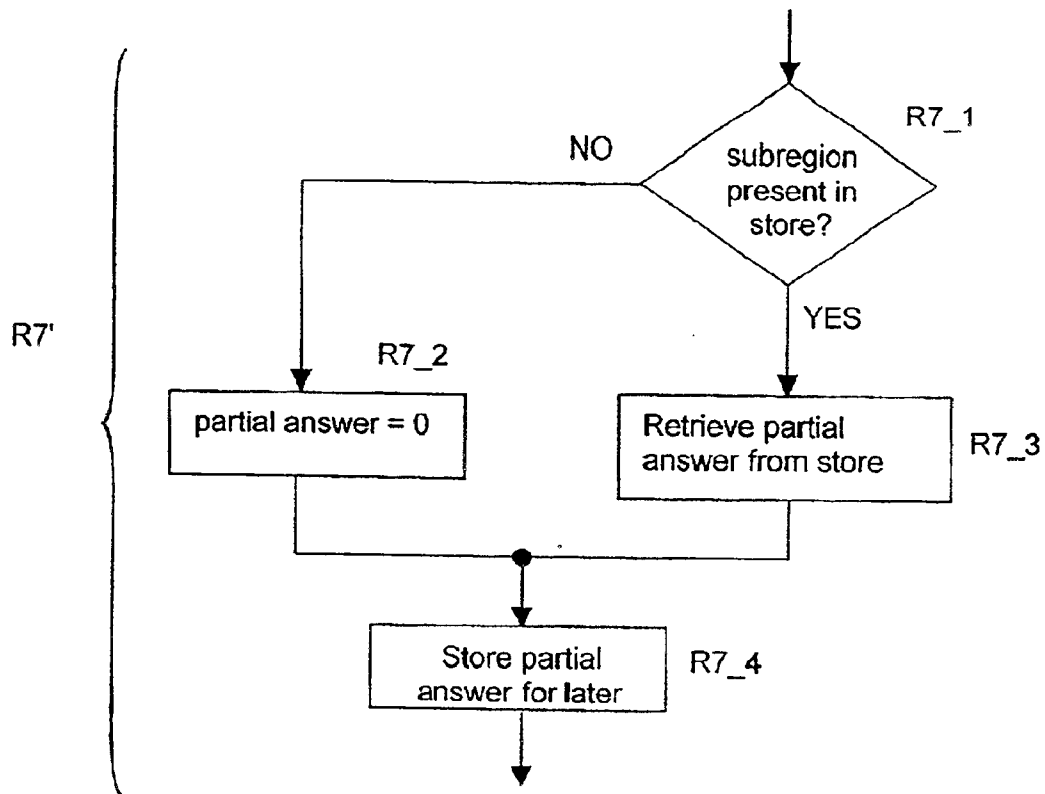 R7_1
NO
subregion
present in
store?
YES
R7'
R7_2
partial answer = 0
Retrieve partial
answer from store
R7_3
Store partial
answer for later
R7_4